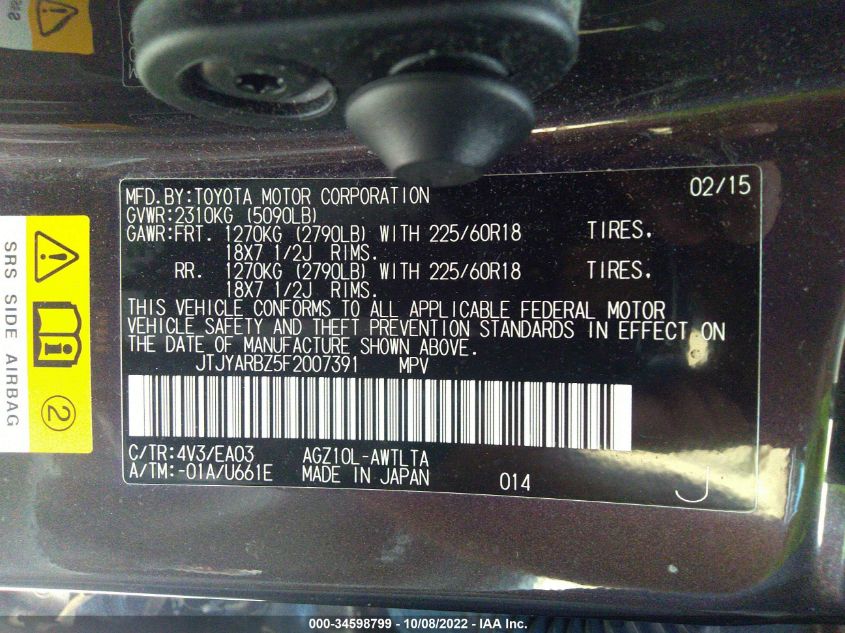 MFD.BY:TOYOTA MOTOR CORPORATION 02/15
GVWR:2310KG (5090LB)
GAWR:FRT. 1270KG (2790LB) WITH 225/60R18 TIRES.
18X7 1/2J RIMS.
RR. 1270KG (2790LB) WITH 225/60R18 TIRES.
18X7 1/2J RIMS.
THIS VEHICLE CONFORMS TO ALL APPLICABLE FEDERAL MOTOR
VEHICLE SAFETY AND THEFT PREVENTION STANDARDS IN EFFECT ON
THE DATE OF MANUFACTURE SHOWN ABOVE.
JTJYARBZ5F2007391 MPV
C/TR:4V3/EA03 AGZ10L-AWTLTA
A/TM:-01A/U661E MADE IN JAPAN 014 J
SRS SIDE AIRBAG
2
000-34598799 - 10/08/2022 - IAA Inc.